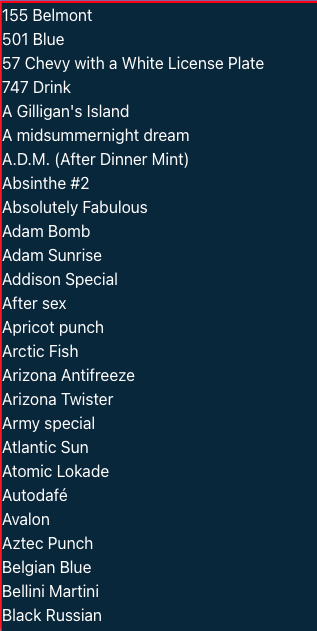 155 Belmont
501 Blue
57 Chevy with a White License Plate
747 Drink
A Gilligan's Island
A midsummernight dream
A.D.M. (After Dinner Mint)
Absinthe #2
Absolutely Fabulous
Adam Bomb
Adam Sunrise
Addison Special
After sex
Apricot punch
Arctic Fish
Arizona Antifreeze
Arizona Twister
Army special
Atlantic Sun
Atomic Lokade
Autodafé
Avalon
Aztec Punch
Belgian Blue
Bellini Martini
Black Russian